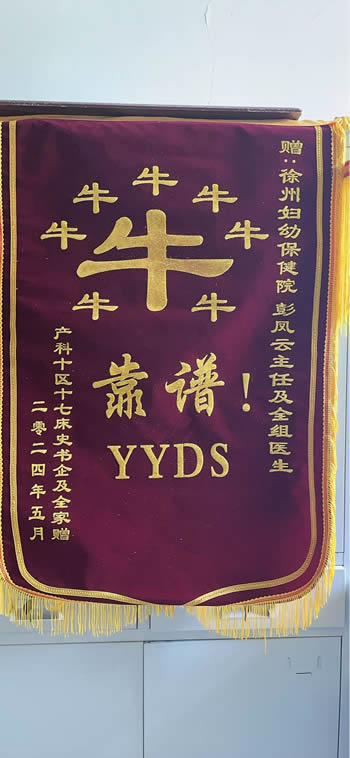 赠：徐州妇幼保健院 彭凤云主任及全组医生
牛
牛 牛
牛 牛
牛
牛 牛
靠谱！
YYDS
产科十区十七床史书企及全家赠
二零二四年五月